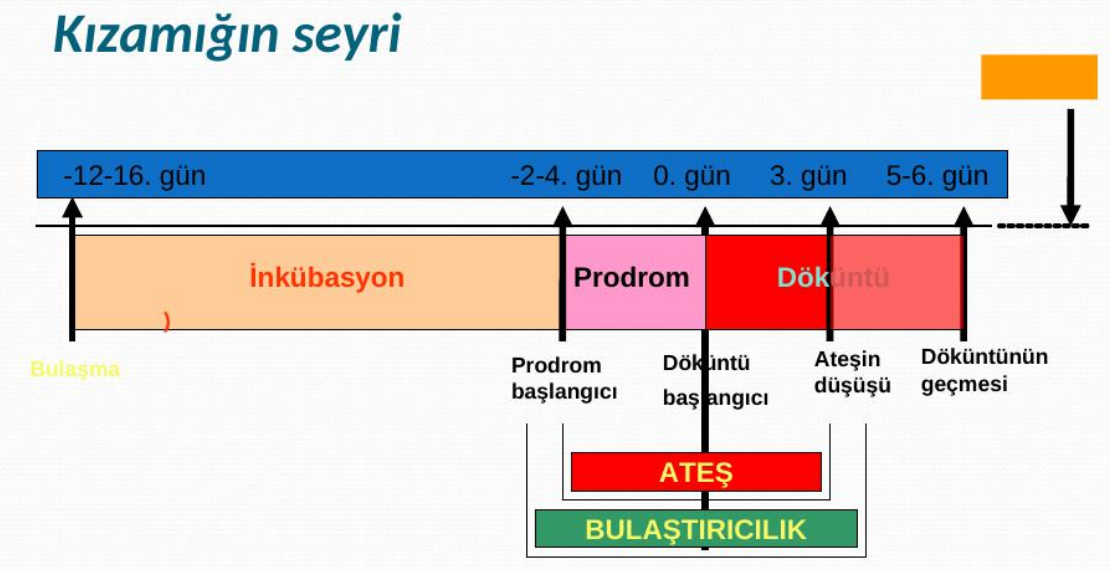 Kızamığın seyri
-12-16. gün -2-4. gün 0. gün 3. gün 5-6. gün
İnkübasyon Prodrom Döküntü
)
Bulaşma
Prodrom
başlangıcı
Döküntü
başlangıcı
Ateşin
düşüşü
Döküntünün
geçmesi
ATEŞ
BULAŞTIRICILIK